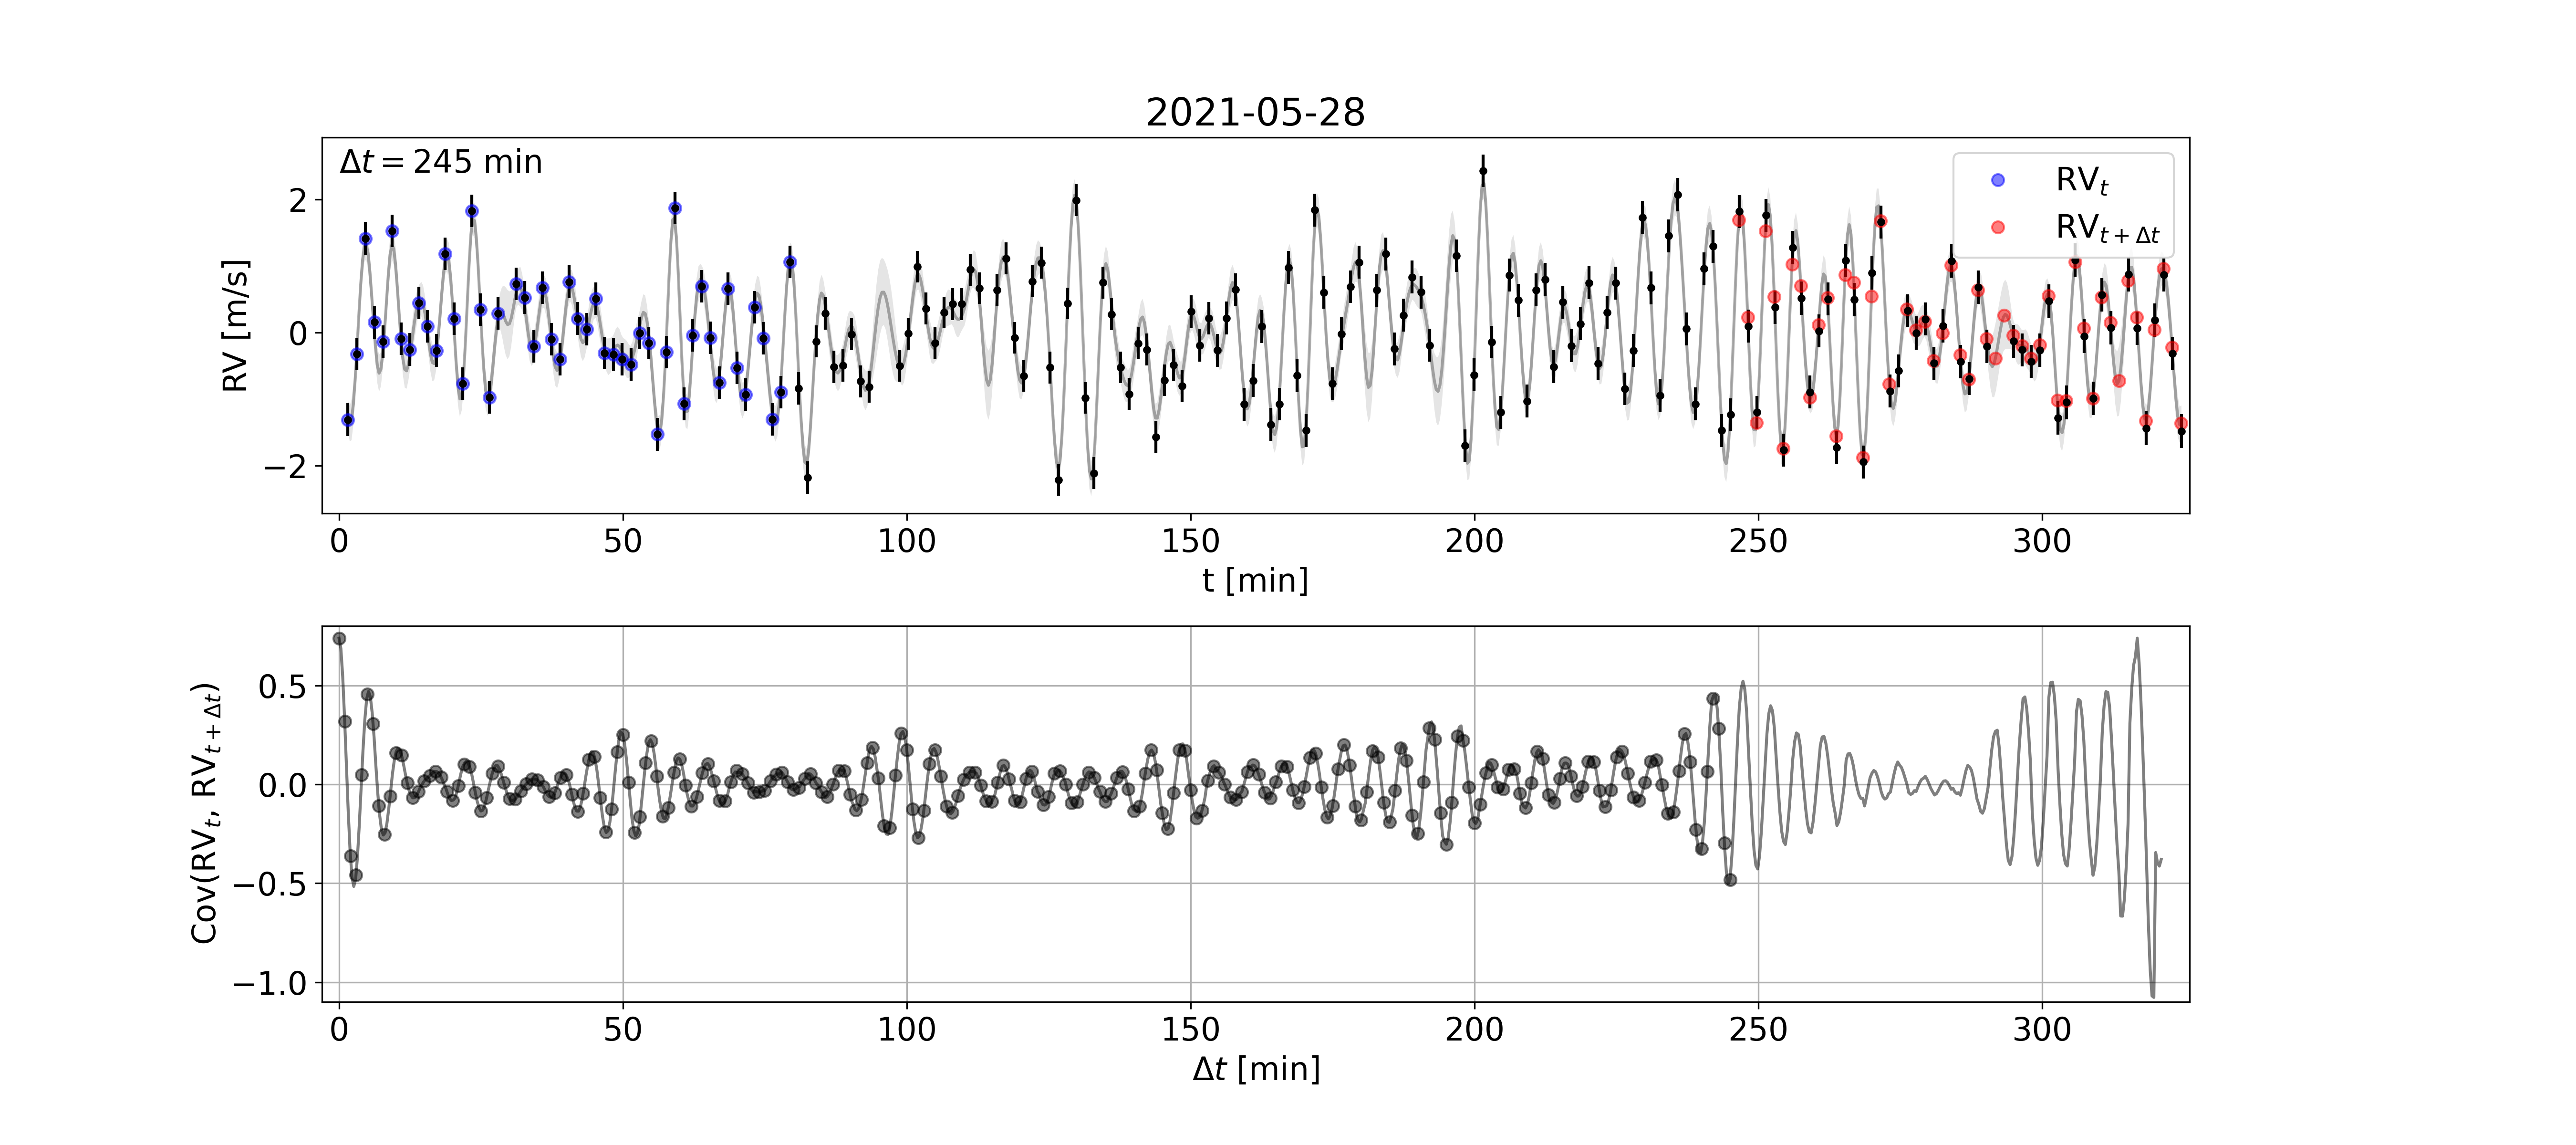 2021-05-28
Δt = 245 min
RV_t
RV_{t+Δt}
RV [m/s]
2
0
−2
0 50 100 150 200 250 300
t [min]
Cov(RV_t, RV_{t+Δt})
0.5
0.0
−0.5
−1.0
0 50 100 150 200 250 300
Δt [min]